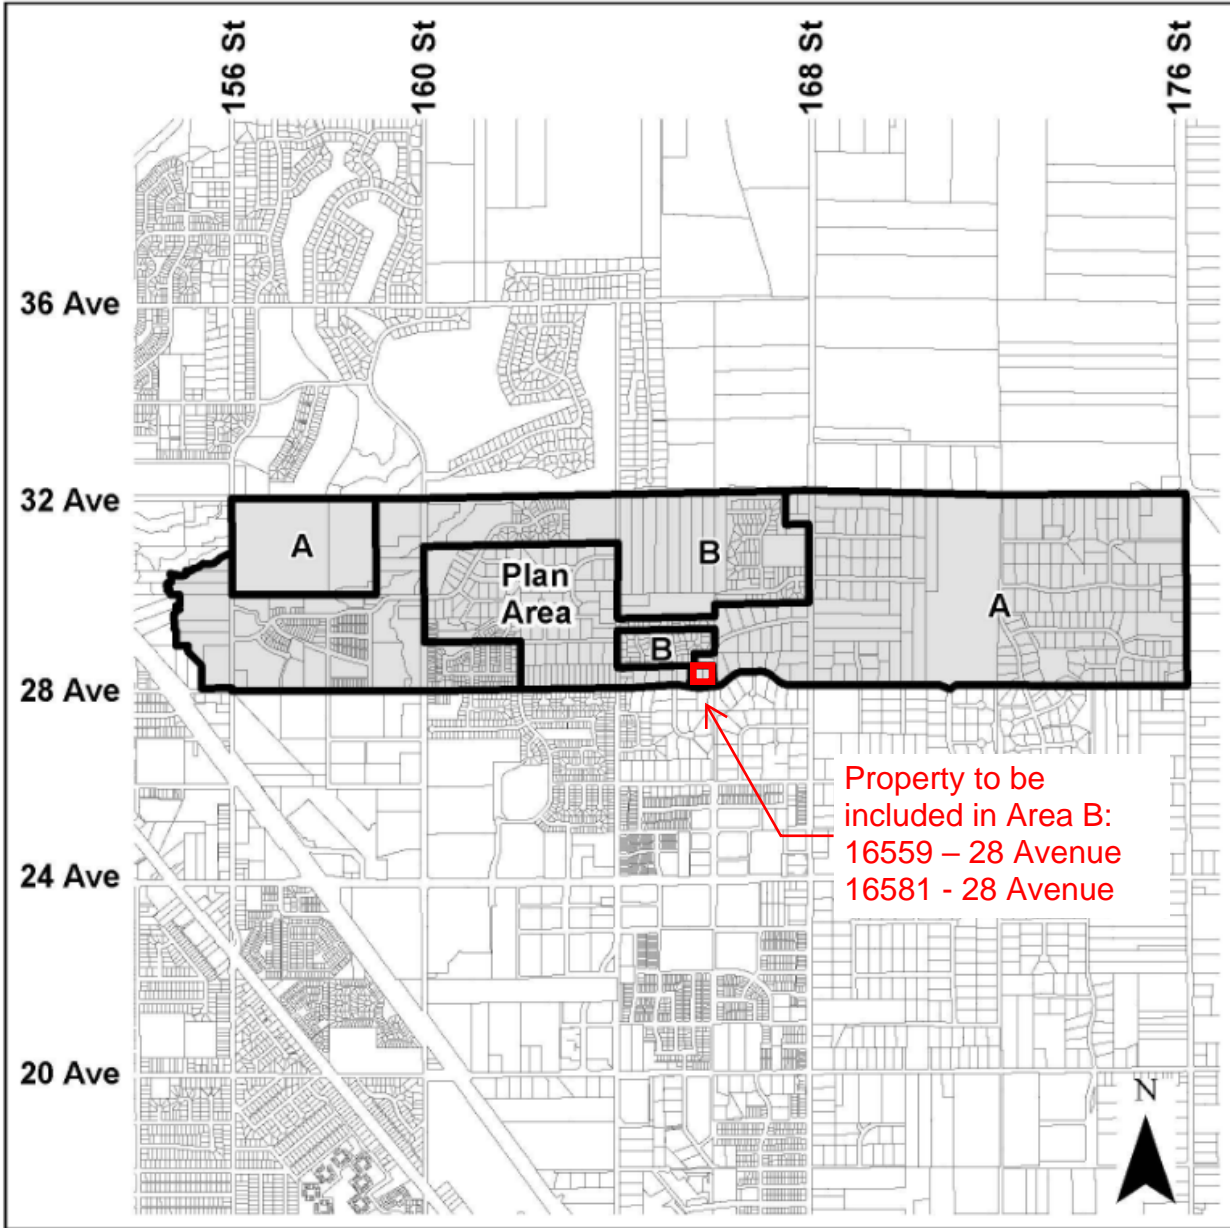 156 St
160 St
168 St
176 St
36 Ave
32 Ave
A
B
Plan
Area
A
B
28 Ave
Property to be
included in Area B:
16559 – 28 Avenue
16581 - 28 Avenue
24 Ave
20 Ave
N